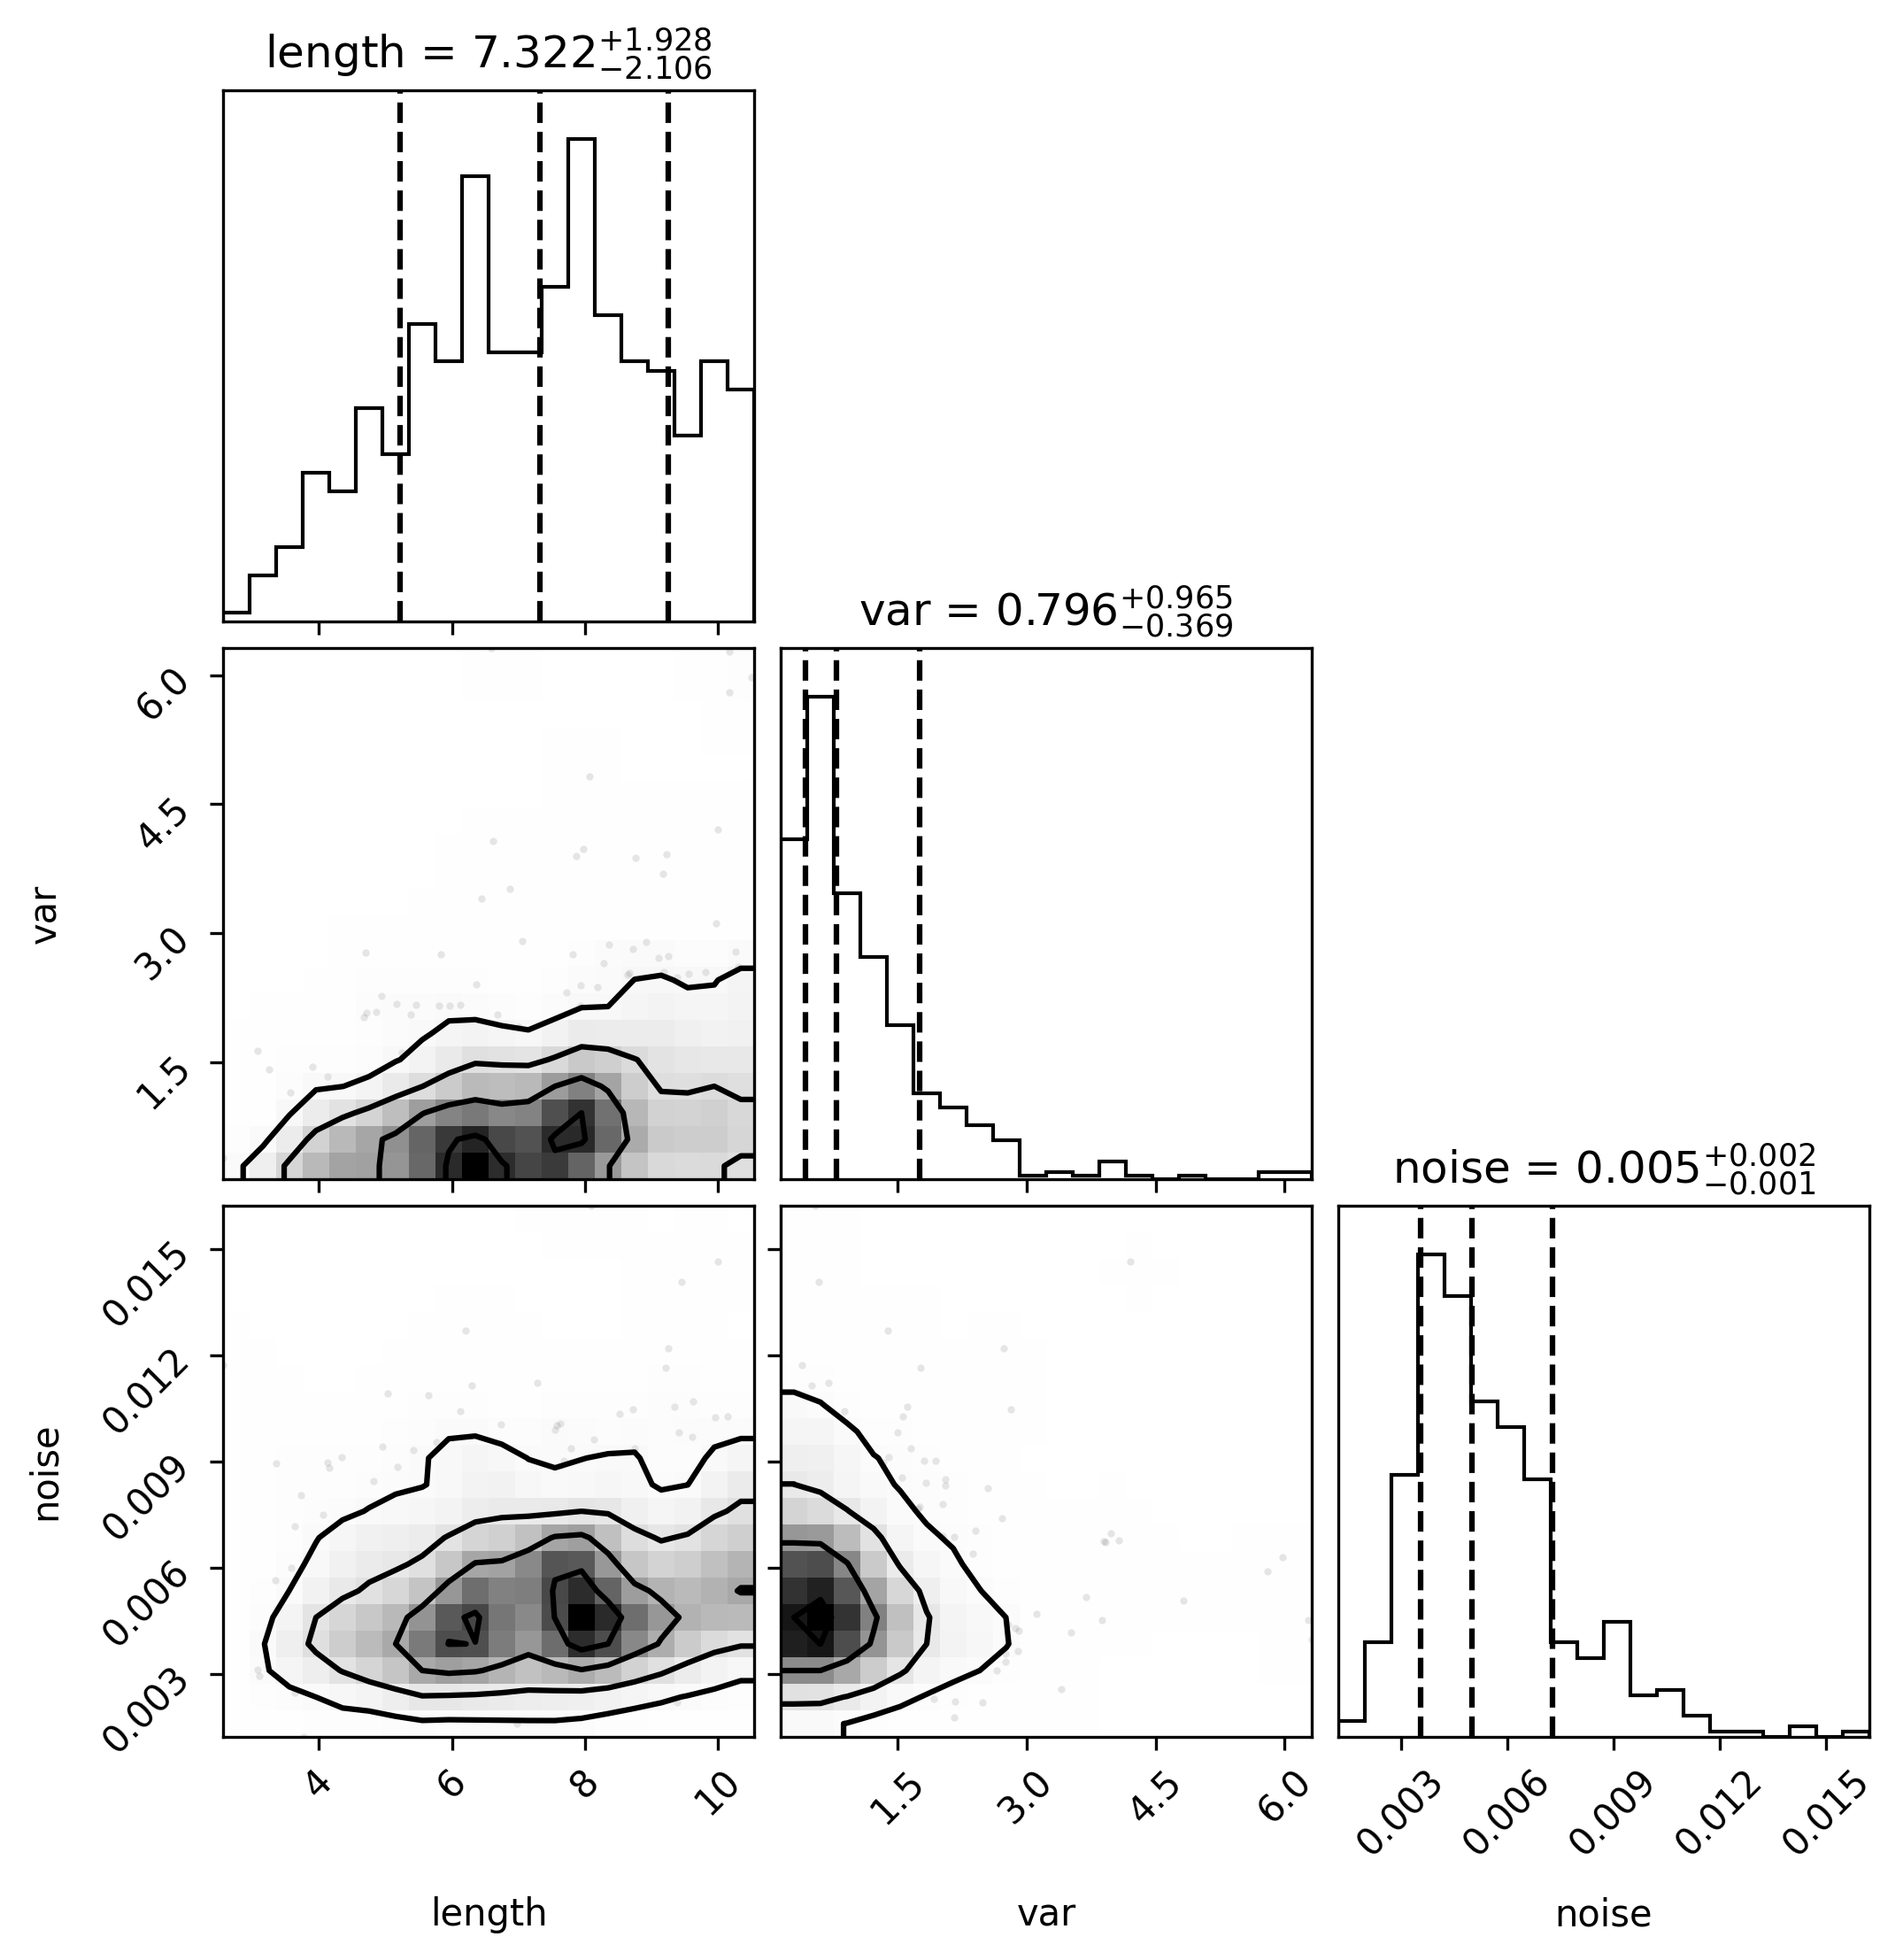 length = 7.322+1.928 −2.106
var = 0.796+0.965 −0.369
6.0
4.5
3.0
1.5
var
noise = 0.005+0.002 −0.001
0.015
0.012
0.009
0.006
0.003
noise
4 6 8 10
1.5 3.0 4.5 6.0
0.003 0.006 0.009 0.012 0.015
length var noise